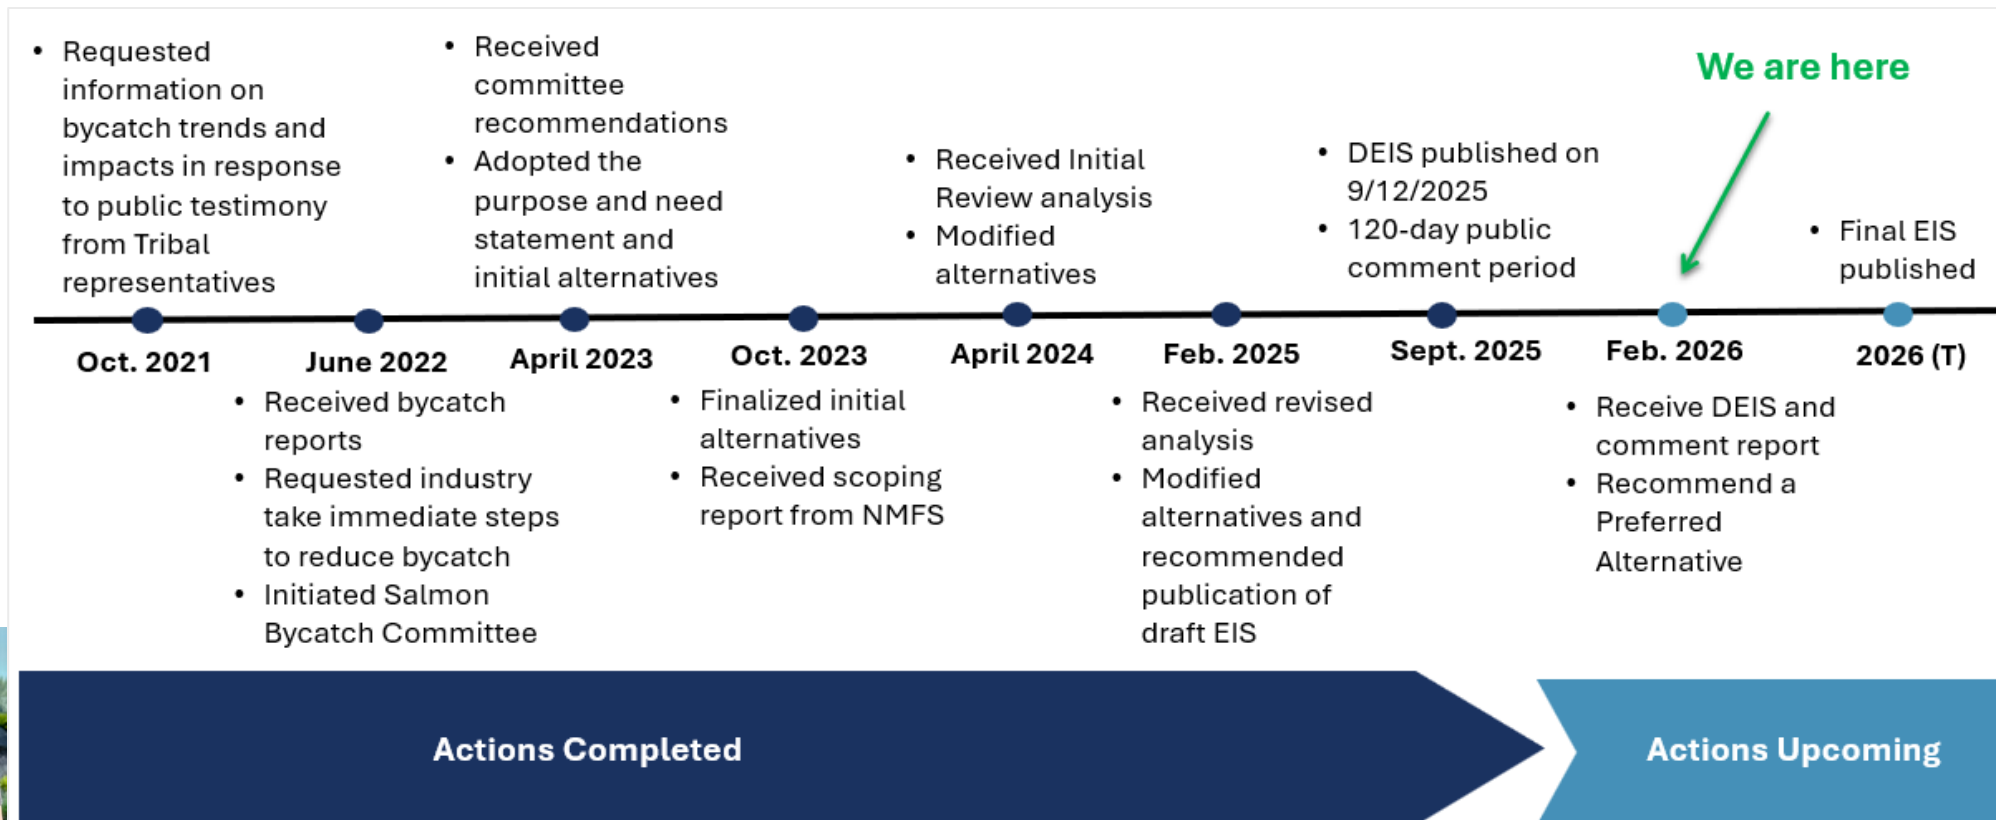 • Requested
information on
bycatch trends and
impacts in response
to public testimony
from Tribal
representatives
• Received
committee
recommendations
• Adopted the
purpose and need
statement and
initial alternatives
• Received Initial
Review analysis
• Modified
alternatives
• DEIS published on
9/12/2025
• 120-day public
comment period
We are here
• Final EIS
published
Oct. 2021
June 2022
April 2023
Oct. 2023
April 2024
Feb. 2025
Sept. 2025
Feb. 2026
2026 (T)
• Received bycatch
reports
• Requested industry
take immediate steps
to reduce bycatch
• Initiated Salmon
Bycatch Committee
• Finalized initial
alternatives
• Received scoping
report from NMFS
• Received revised
analysis
• Modified
alternatives and
recommended
publication of
draft EIS
• Receive DEIS and
comment report
• Recommend a
Preferred
Alternative
Actions Completed
Actions Upcoming